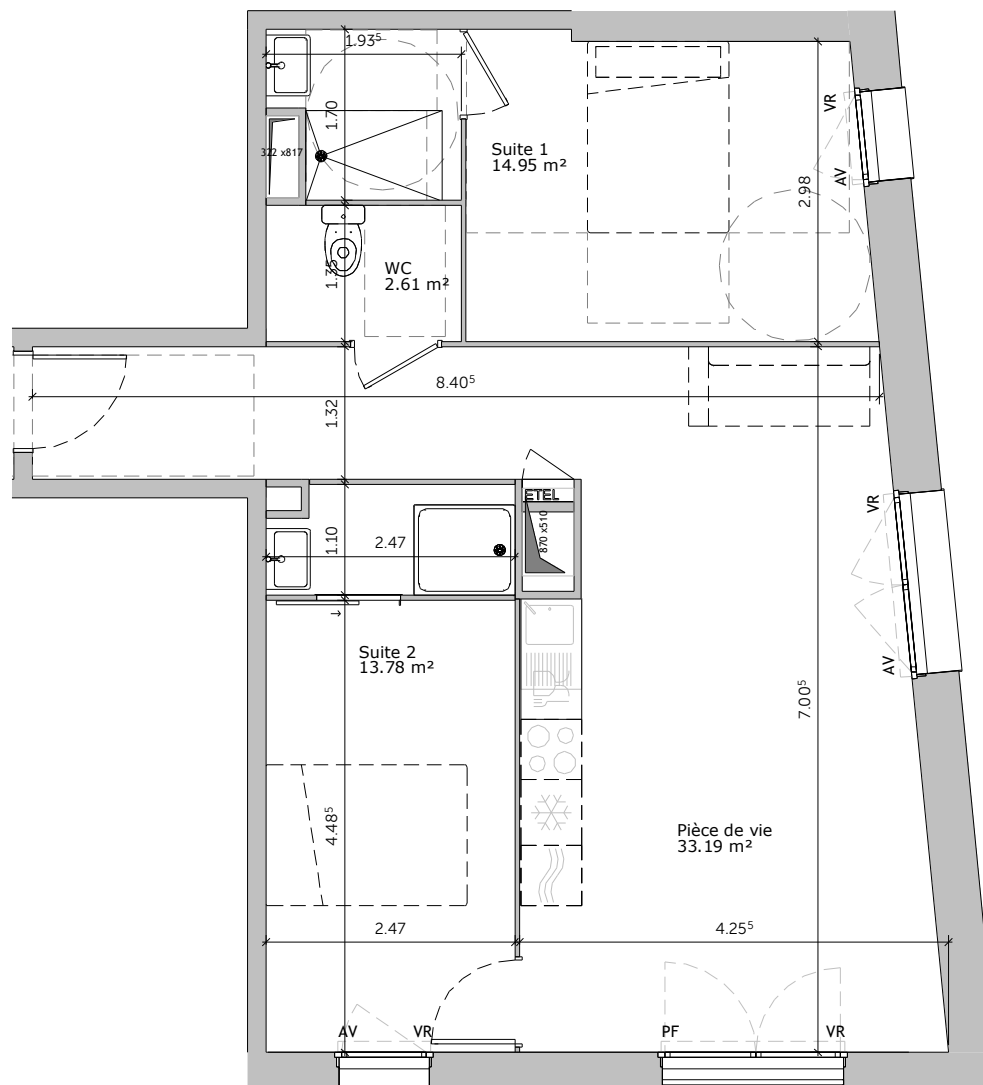 1.93⁵
1.70
322 x817
Suite 1
14.95 m²
VR
AV
2.98
WC
2.61 m²
1.35
8.40⁵
1.32
ETEL
870 x510
1.10
2.47
VR
AV
Suite 2
13.78 m²
7.00⁵
4.48⁵
Pièce de vie
33.19 m²
2.47
4.25⁵
AV
VR
PF
VR